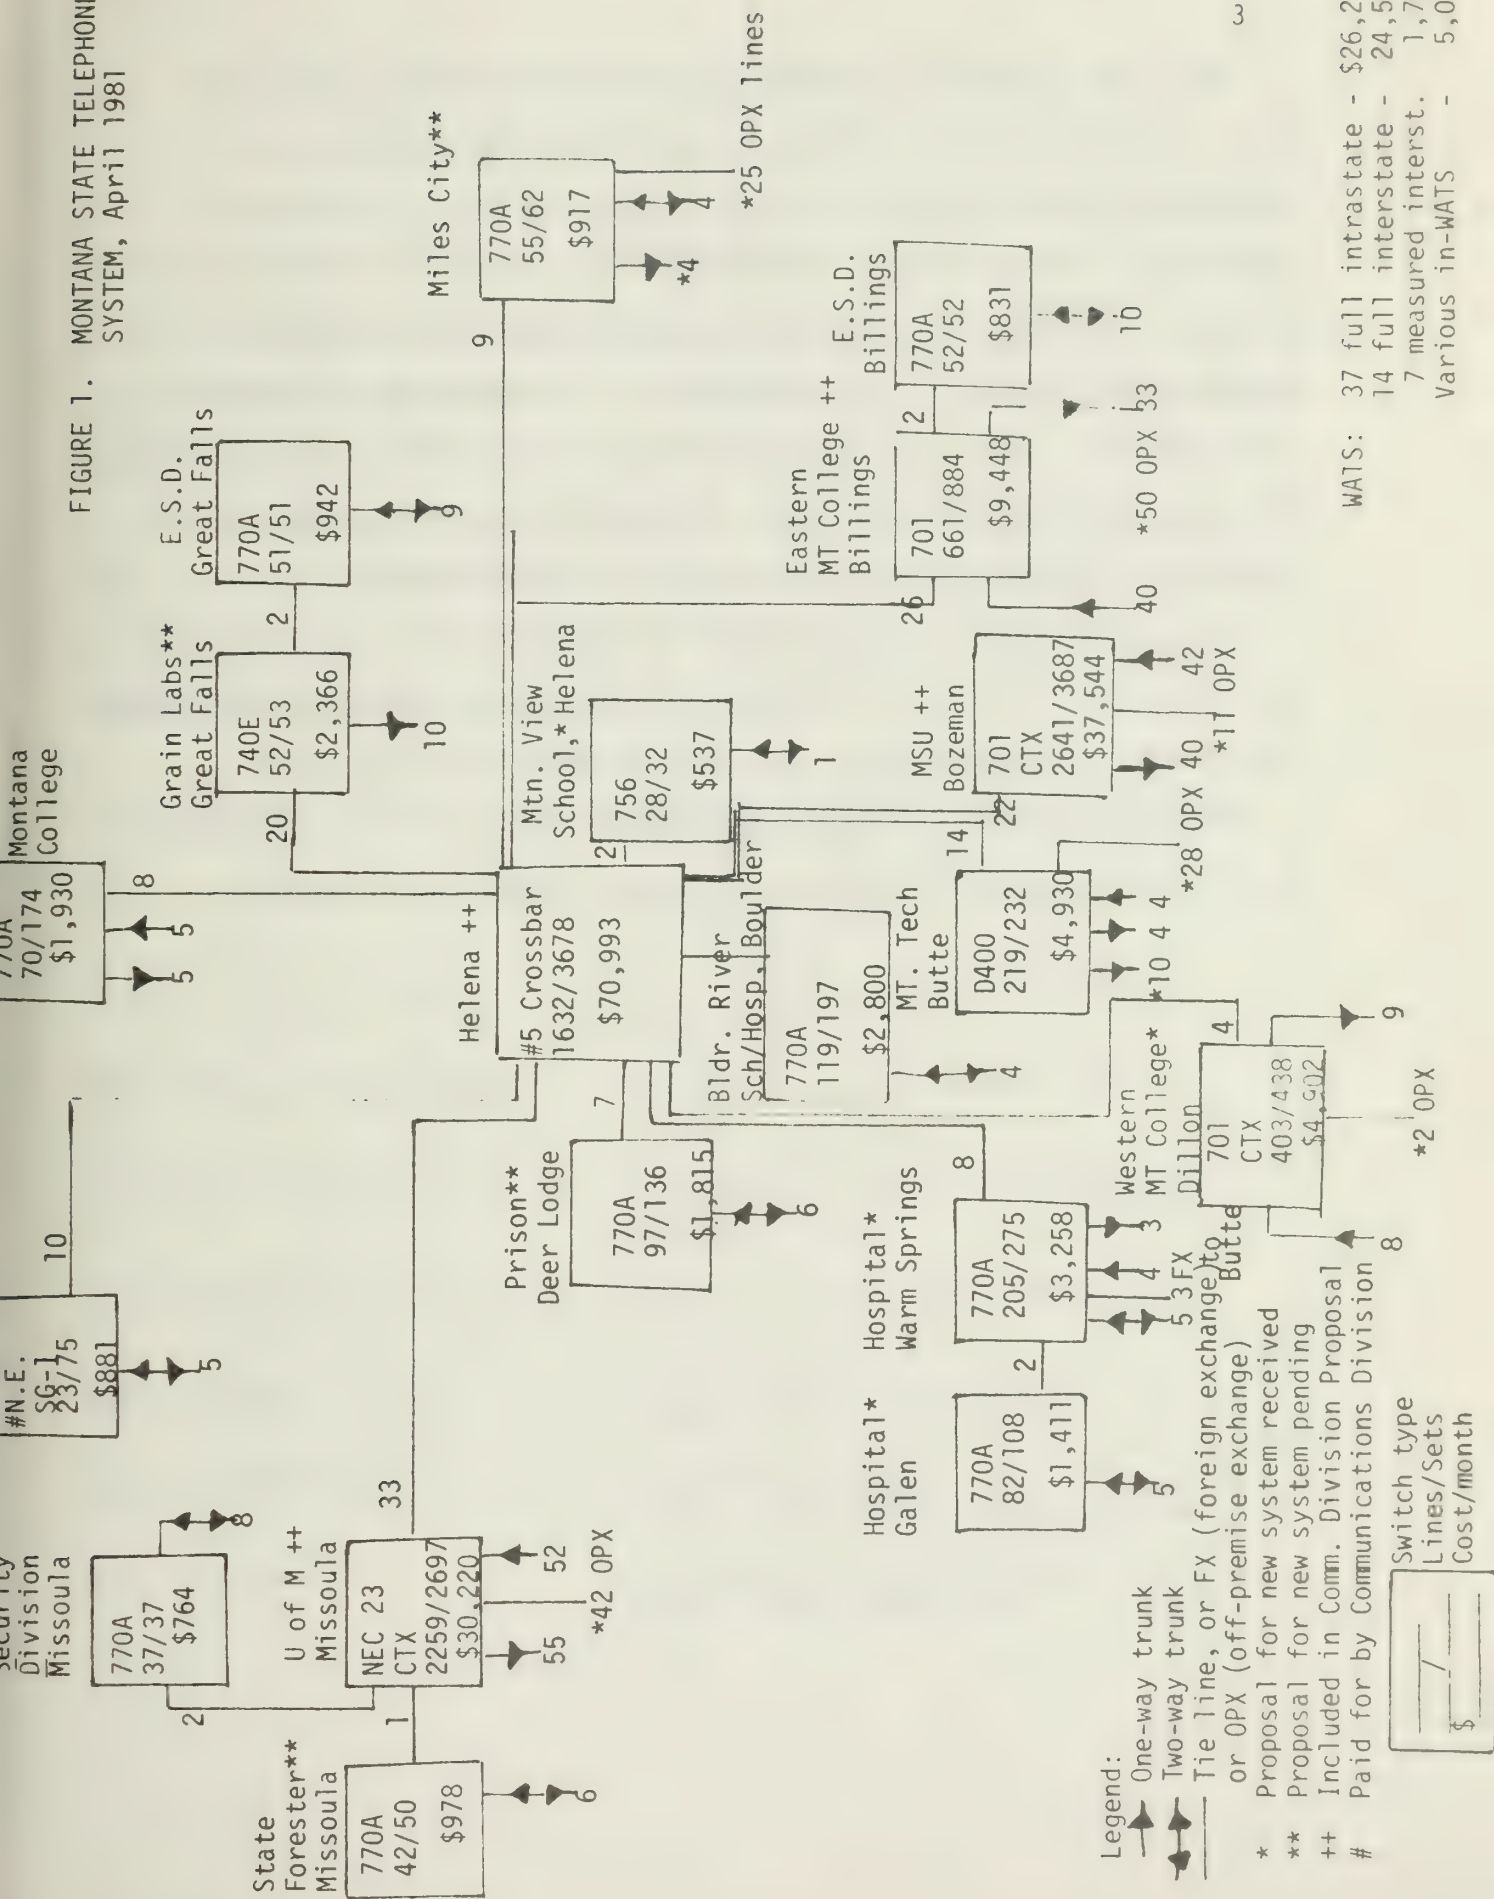 FIGURE 1. MONTANA STATE TELEPHON
SYSTEM, April 1981
Montana
College
70/174
$1,930
8
5
5
Grain Labs**
Great Falls
740E
52/53
$2,366
20
10
2
E.S.D.
Great Falls
770A
51/51
$942
9
Miles City**
770A
55/62
$917
9
*4
4
*25 OPX lines
#N.E.
SG-1
23/75
$881
10
5
Division
Missoula
770A
37/37
$764
8
2
U of M ++
Missoula
NEC 23
CTX
2259/2697
$30,220
33
55
52
*42 OPX
1
State
Forester**
Missoula
770A
42/50
$978
6
Helena ++
#5 Crossbar
1632/3678
$70,993
Mtn. View
School,* Helena
756
28/32
$537
2
1
Prison**
Deer Lodge
770A
97/136
$1,815
7
6
Bldr. River
Sch/Hosp, Boulder
770A
119/197
$2,800
4
Eastern
MT College ++
Billings
701
661/884
$9,448
26
40
*50 OPX 33
2
E.S.D.
Billings
770A
52/52
$831
10
MSU ++
Bozeman
701
CTX
2641/3687
$37,544
22
40
42
*11 OPX
MT. Tech
Butte
D400
219/232
$4,930
14
*10 4 4
*28 OPX
Hospital*
Warm Springs
770A
205/275
$3,258
8
5 3FX 4 3
Butte
Hospital*
Galen
770A
82/108
$1,411
2
5
Western
MT College*
Dillon
701
CTX
403/438
$4,902
4
9
8
*2 OPX
Legend:
One-way trunk
Two-way trunk
Tie line, or FX (foreign exchange) to
or OPX (off-premise exchange)
* Proposal for new system received
** Proposal for new system pending
++ Included in Comm. Division Proposal
# Paid for by Communications Division
Switch type
Lines/Sets
Cost/month
/
$
WATS: 37 full intrastate - $26,2
14 full interstate - 24,5
7 measured interst. 1,7
Various in-WATS - 5,0
3